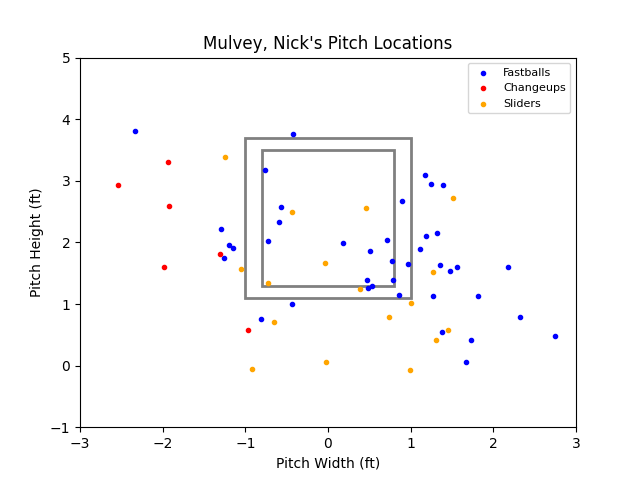 Mulvey, Nick's Pitch Locations
Fastballs
Changeups
Sliders
Pitch Height (ft)
5
4
3
2
1
0
−1
−3
−2
−1
0
1
2
3
Pitch Width (ft)